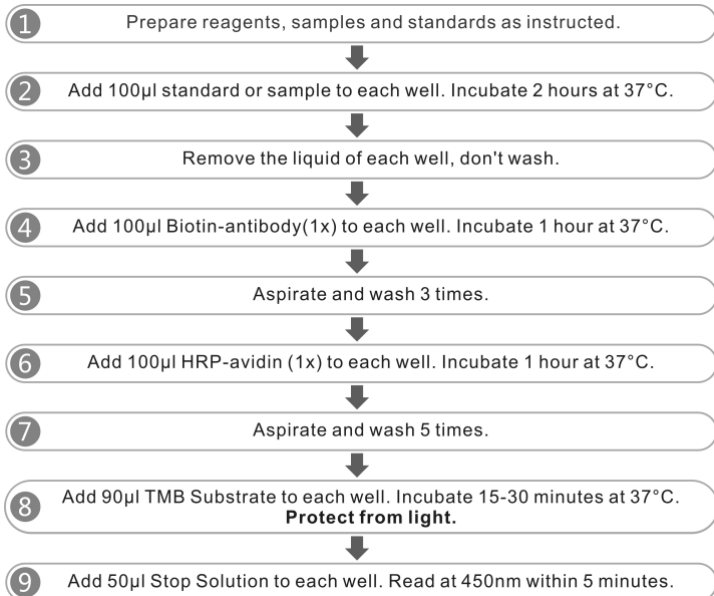 1 Prepare reagents, samples and standards as instructed.
2 Add 100µl standard or sample to each well. Incubate 2 hours at 37°C.
3 Remove the liquid of each well, don't wash.
4 Add 100µl Biotin-antibody(1x) to each well. Incubate 1 hour at 37°C.
5 Aspirate and wash 3 times.
6 Add 100µl HRP-avidin (1x) to each well. Incubate 1 hour at 37°C.
7 Aspirate and wash 5 times.
8 Add 90µl TMB Substrate to each well. Incubate 15-30 minutes at 37°C.
Protect from light.
9 Add 50µl Stop Solution to each well. Read at 450nm within 5 minutes.